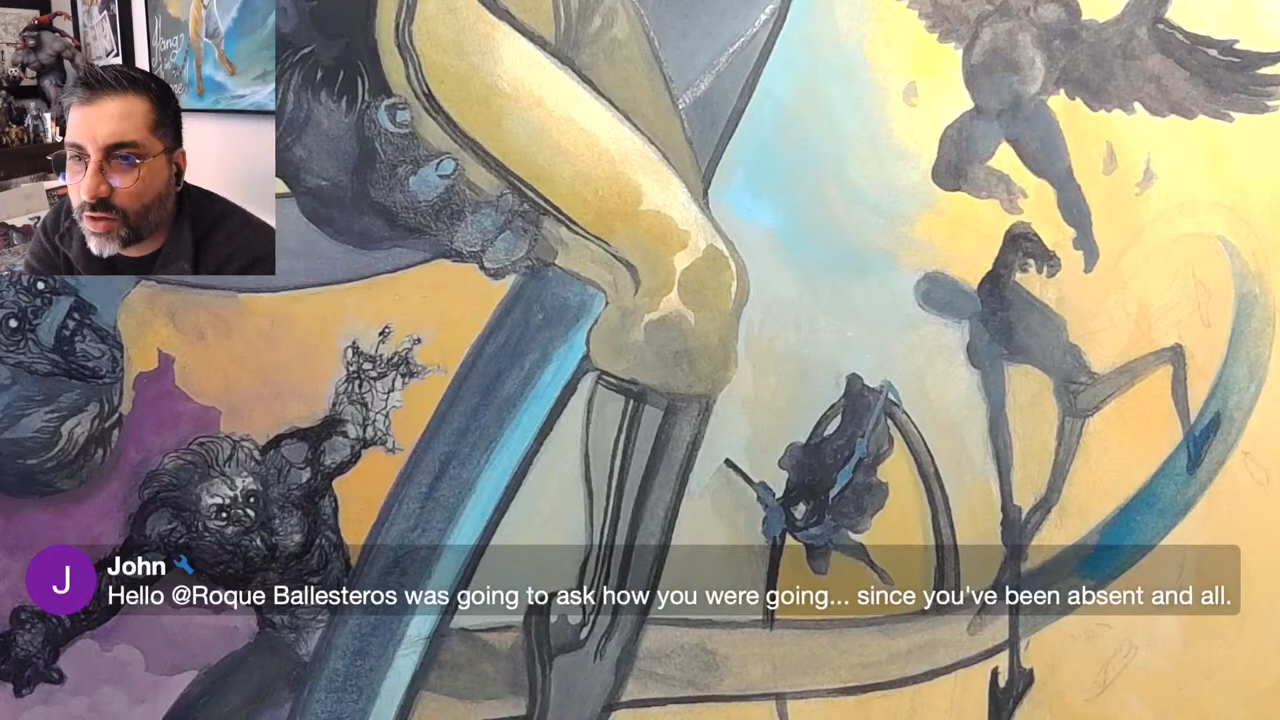 John
Hello @Roque Ballesteros was going to ask how you were going... since you've been absent and all.
J